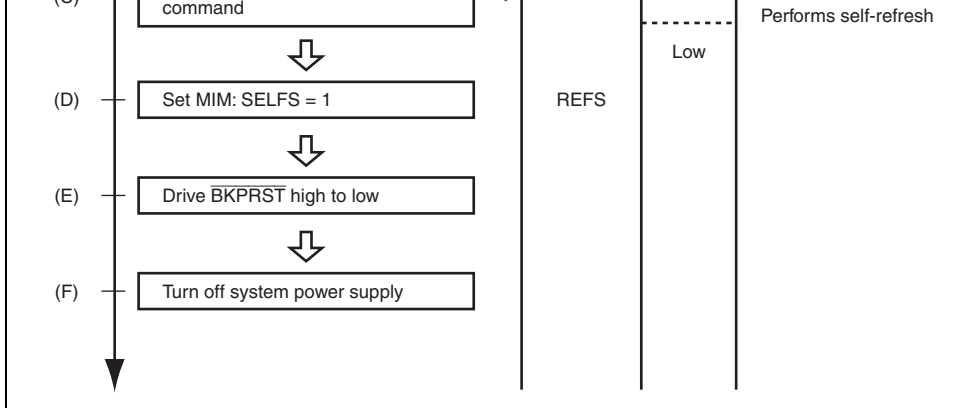 command
Performs self-refresh
Low
(D) Set MIM: SELFS = 1 REFS
(E) Drive BKPRST high to low
(F) Turn off system power supply